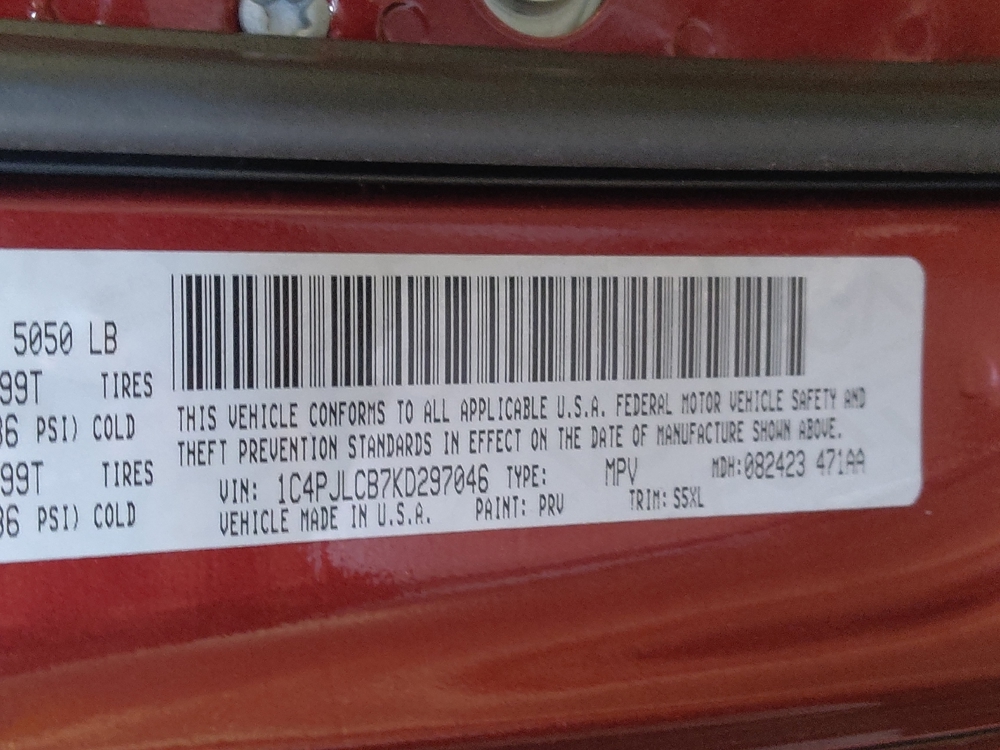 5050 LB
99T TIRES
36 PSI) COLD
99T TIRES
36 PSI) COLD
THIS VEHICLE CONFORMS TO ALL APPLICABLE U.S.A. FEDERAL MOTOR VEHICLE SAFETY AND
THEFT PREVENTION STANDARDS IN EFFECT ON THE DATE OF MANUFACTURE SHOWN ABOVE.
VIN: 1C4PJLCB7KD297046 TYPE: MPV MDH:082423 471AA
VEHICLE MADE IN U.S.A. PAINT: PRV TRIM: S5XL